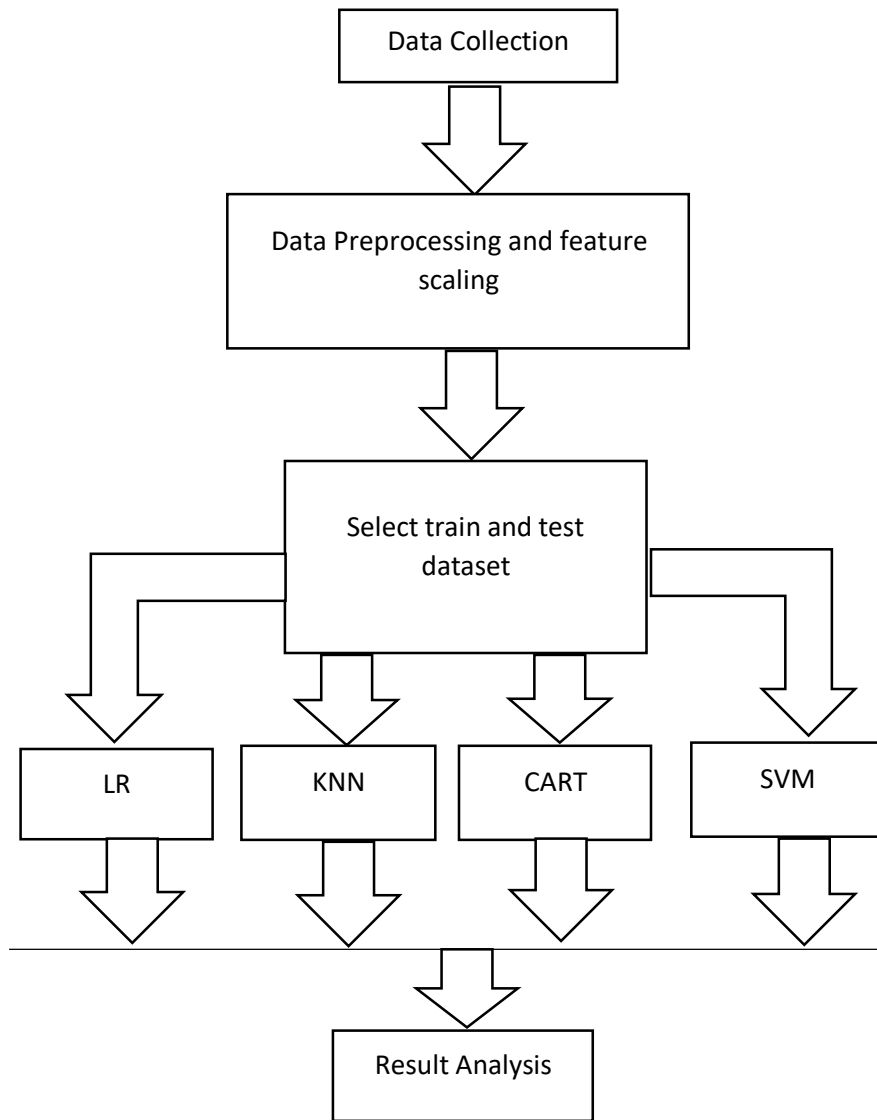 Data Collection
Data Preprocessing and feature
scaling
Select train and test
dataset
LR
KNN
CART
SVM
Result Analysis